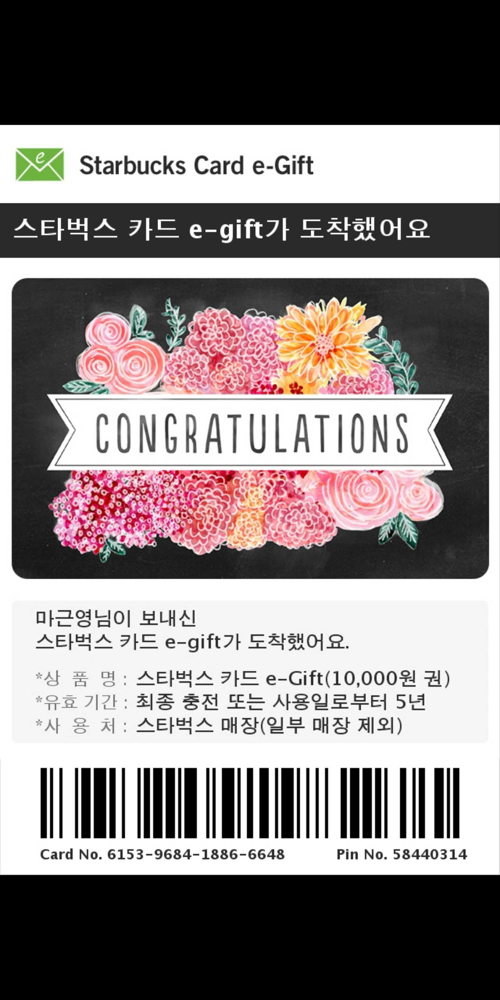 e
Starbucks Card e-Gift
스타벅스 카드 e-gift가 도착했어요
CONGRATULATIONS
마근영님이 보내신
스타벅스 카드 e-gift가 도착했어요.
*상 품 명 : 스타벅스 카드 e-Gift(10,000원 권)
*유효 기간 : 최종 충전 또는 사용일로부터 5년
*사 용 처 : 스타벅스 매장(일부 매장 제외)
Card No. 6153-9684-1886-6648 Pin No. 58440314